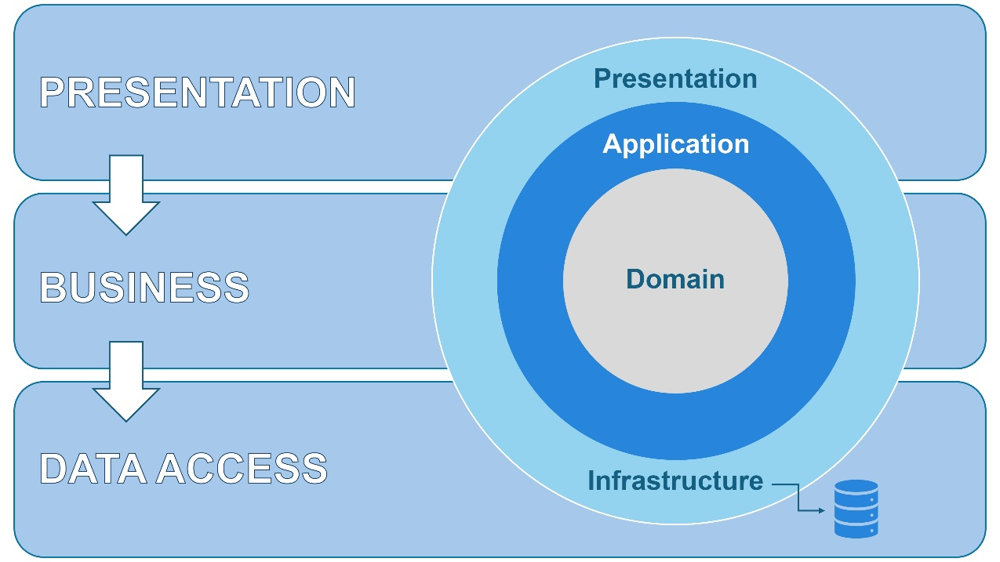 PRESENTATION
BUSINESS
DATA ACCESS
Presentation
Application
Domain
Infrastructure